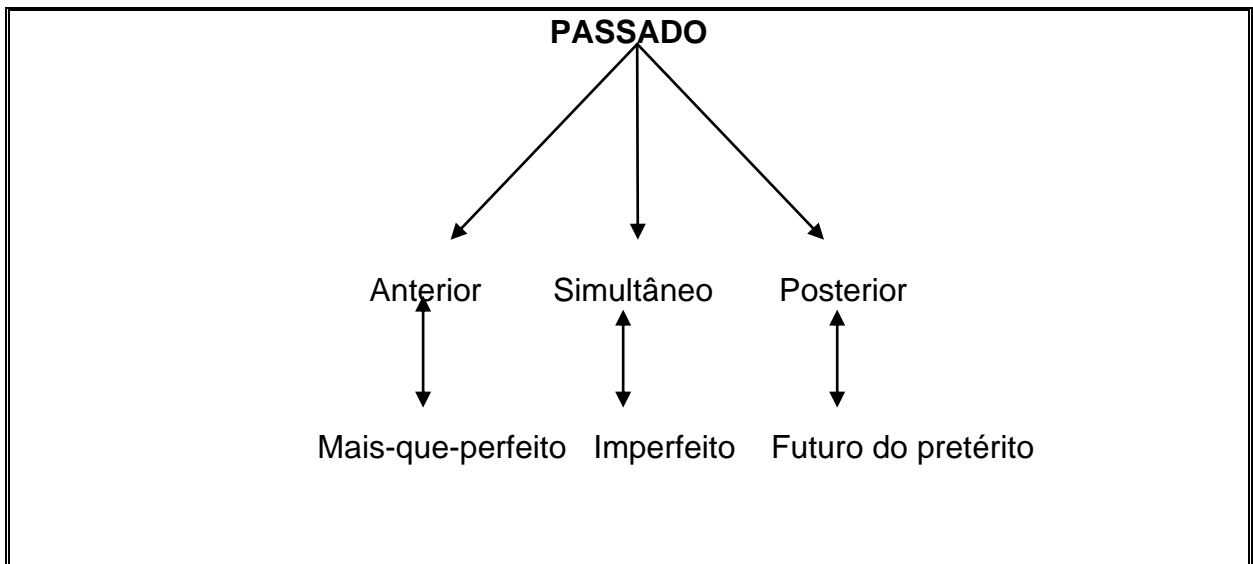 PASSADO
Anterior Simultâneo Posterior
Mais-que-perfeito Imperfeito Futuro do pretérito